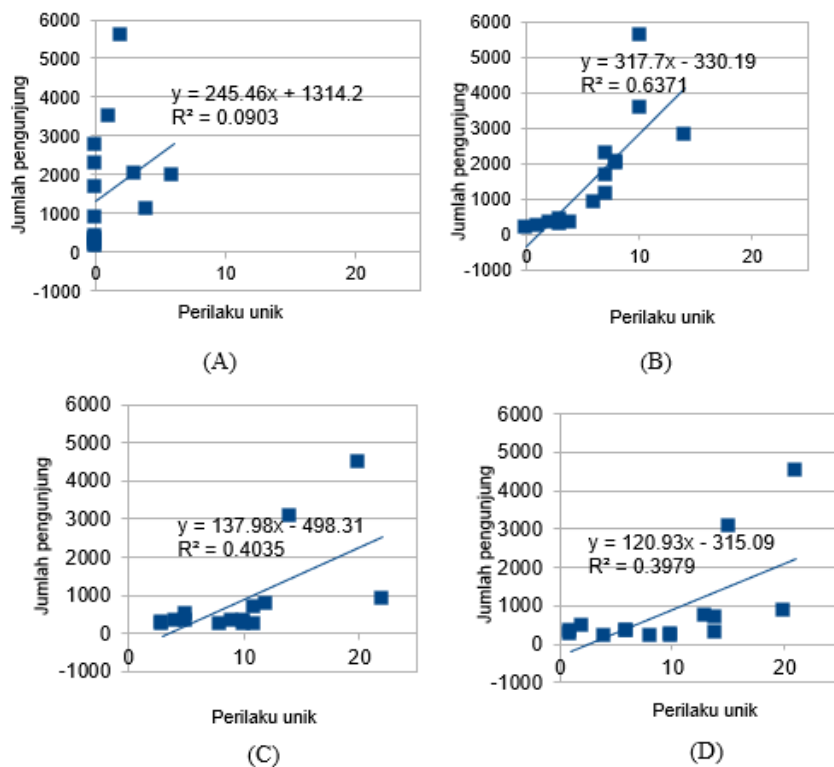 6000
5000
4000
3000
2000
1000
0
-1000
Jumlah pengunjung
y = 245.46x + 1314.2
R² = 0.0903
0 10 20
Perilaku unik
(A)
6000
5000
4000
3000
2000
1000
0
-1000
Jumlah pengunjung
y = 317.7x - 330.19
R² = 0.6371
0 10 20
Perilaku unik
(B)
6000
5000
4000
3000
2000
1000
0
-1000
Jumlah pengunjung
y = 137.98x - 498.31
R² = 0.4035
0 10 20
Perilaku unik
(C)
6000
5000
4000
3000
2000
1000
0
-1000
Jumlah pengunjung
y = 120.93x - 315.09
R² = 0.3979
0 10 20
Perilaku unik
(D)